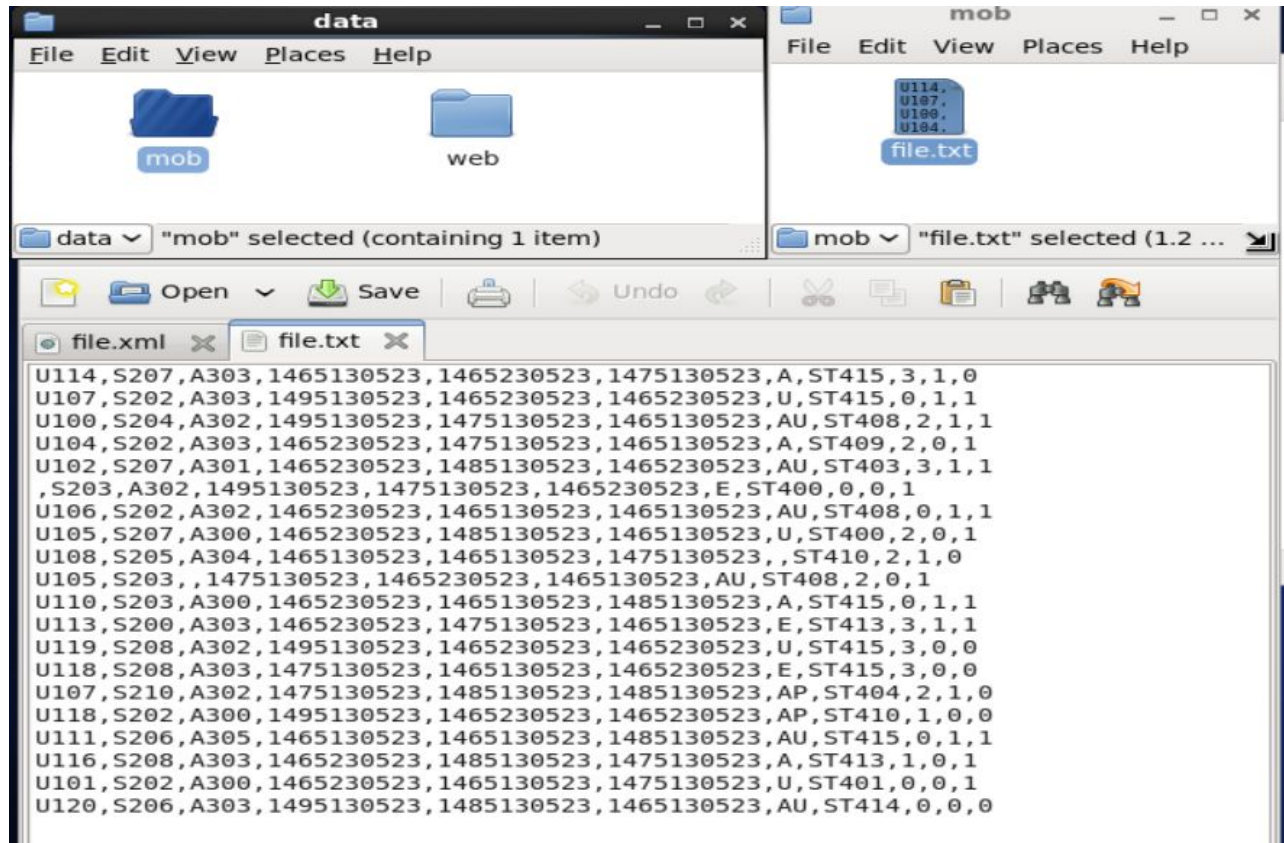 data
File Edit View Places Help
mob
web
data
"mob" selected (containing 1 item)
mob
File Edit View Places Help
U114,
U107,
U100,
U104.
file.txt
mob
"file.txt" selected (1.2 ...
Open Save Undo
file.xml
file.txt
U114,S207,A303,1465130523,1465230523,1475130523,A,ST415,3,1,0
U107,S202,A303,1495130523,1465230523,1465230523,U,ST415,0,1,1
U100,S204,A302,1495130523,1475130523,1465130523,AU,ST408,2,1,1
U104,S202,A303,1465230523,1475130523,1465130523,A,ST409,2,0,1
U102,S207,A301,1465230523,1485130523,1465230523,AU,ST403,3,1,1
,S203,A302,1495130523,1475130523,1465230523,E,ST400,0,0,1
U106,S202,A302,1465230523,1465130523,1465230523,AU,ST408,0,1,1
U105,S207,A300,1465230523,1485130523,1465130523,U,ST400,2,0,1
U108,S205,A304,1465130523,1465130523,1475130523,,ST410,2,1,0
U105,S203,,1475130523,1465230523,1465130523,AU,ST408,2,0,1
U110,S203,A300,1465230523,1465130523,1485130523,A,ST415,0,1,1
U113,S200,A303,1465230523,1475130523,1465130523,E,ST413,3,1,1
U119,S208,A302,1495130523,1465230523,1465230523,U,ST415,3,0,0
U118,S208,A303,1475130523,1465130523,1465230523,E,ST415,3,0,0
U107,S210,A302,1475130523,1485130523,1485130523,AP,ST404,2,1,0
U118,S202,A300,1495130523,1465230523,1465230523,AP,ST410,1,0,0
U111,S206,A305,1465130523,1465130523,1485130523,AU,ST415,0,1,1
U116,S208,A303,1465230523,1485130523,1475130523,A,ST413,1,0,1
U101,S202,A300,1465230523,1465130523,1475130523,U,ST401,0,0,1
U120,S206,A303,1495130523,1485130523,1465130523,AU,ST414,0,0,0